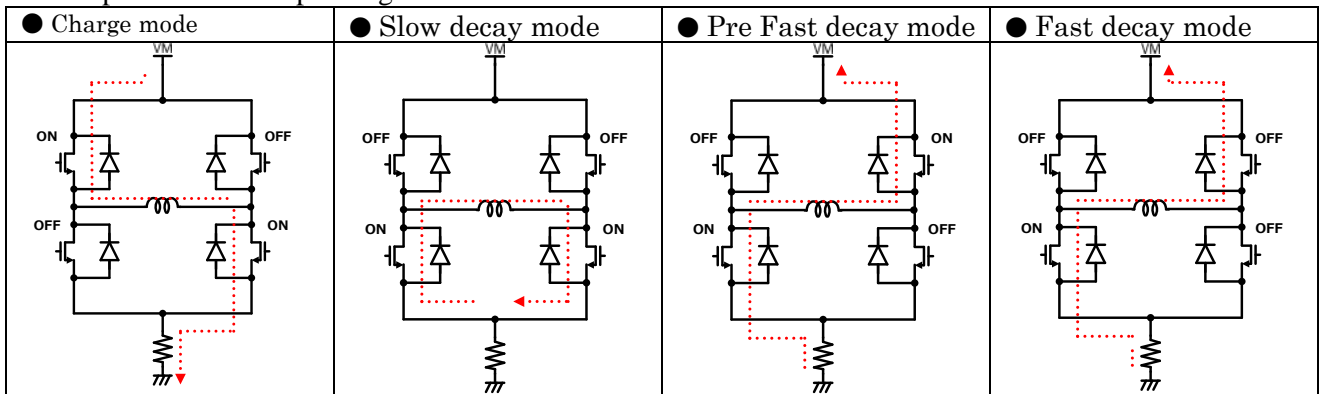 ● Charge mode
● Slow decay mode
● Pre Fast decay mode
● Fast decay mode
VM
ON
OFF
OFF
ON
VM
OFF
OFF
ON
ON
VM
OFF
ON
ON
OFF
VM
OFF
OFF
ON
OFF